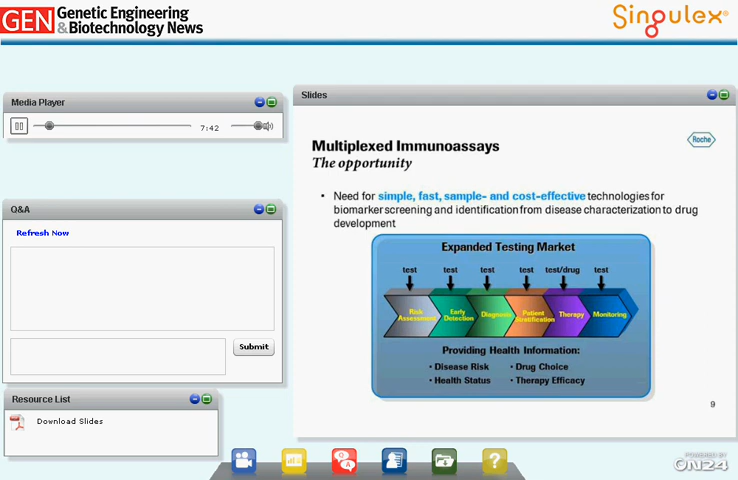 GEN Genetic Engineering
& Biotechnology News
Singulex®
Media Player
7:42
Q&A
Refresh Now
Submit
Resource List
Download Slides
Slides
Roche
Multiplexed Immunoassays
The opportunity
• Need for simple, fast, sample- and cost-effective technologies for
biomarker screening and identification from disease characterization to drug
development
Expanded Testing Market
test test test test test/drug test
Risk Assessment Early Detection Diagnosis Patient Stratification Therapy Monitoring
Providing Health Information:
• Disease Risk • Drug Choice
• Health Status • Therapy Efficacy
9
Q A ?
POWERED BY
ON24